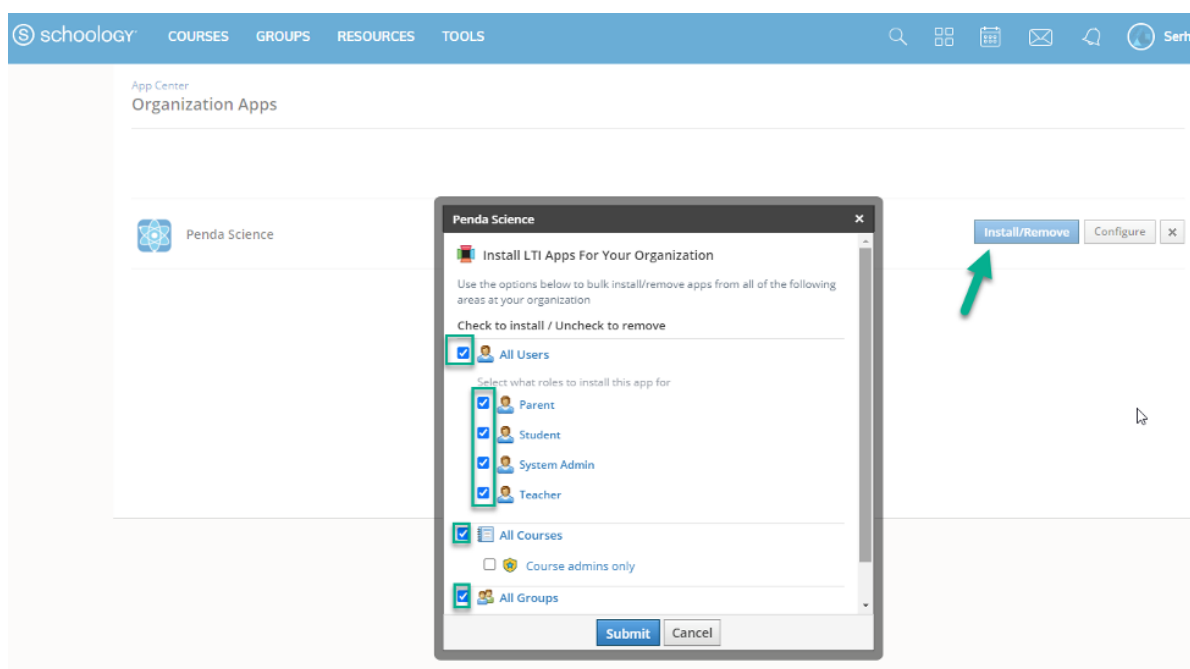 schoology COURSES GROUPS RESOURCES TOOLS Serh
App Center
Organization Apps
Penda Science
Install/Remove Configure ×
Penda Science ×
Install LTI Apps For Your Organization
Use the options below to bulk install/remove apps from all of the following
areas at your organization
Check to install / Uncheck to remove
All Users
Select what roles to install this app for
Parent
Student
System Admin
Teacher
All Courses
Course admins only
All Groups
Submit Cancel